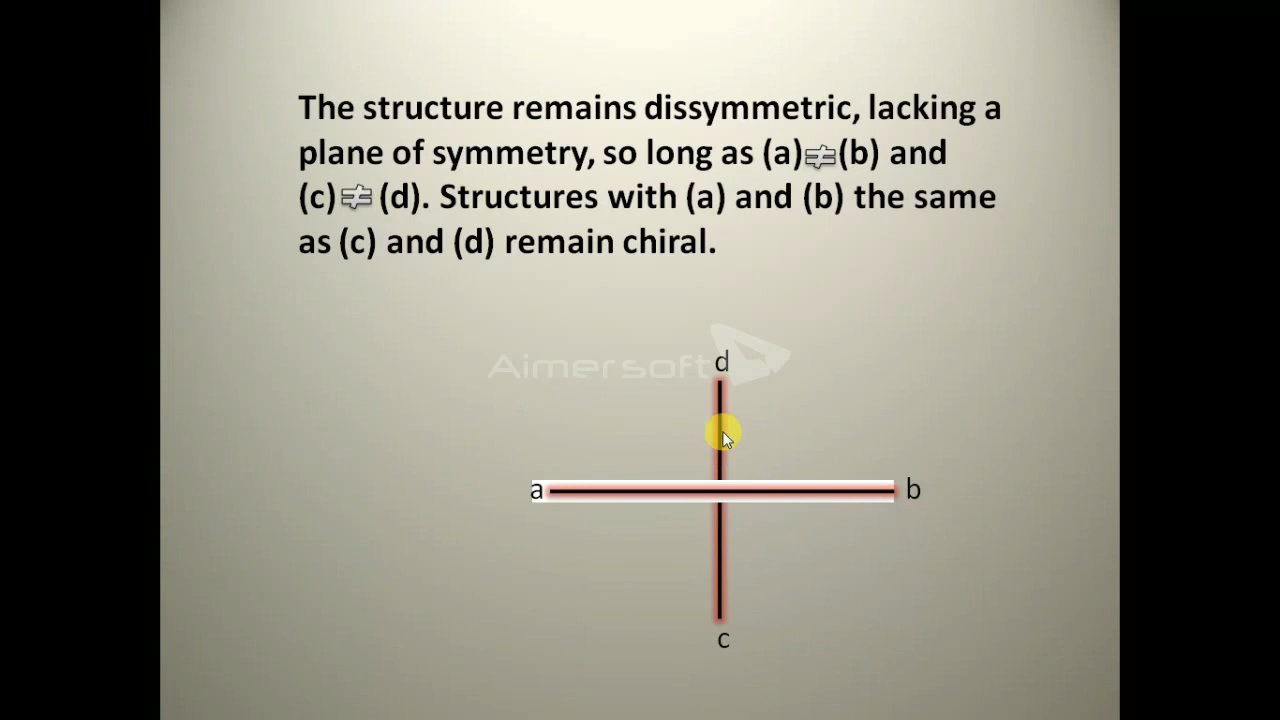 The structure remains dissymmetric, lacking a
plane of symmetry, so long as (a)≠(b) and
(c)≠ (d). Structures with (a) and (b) the same
as (c) and (d) remain chiral.
Aimersoft
d
a
b
c